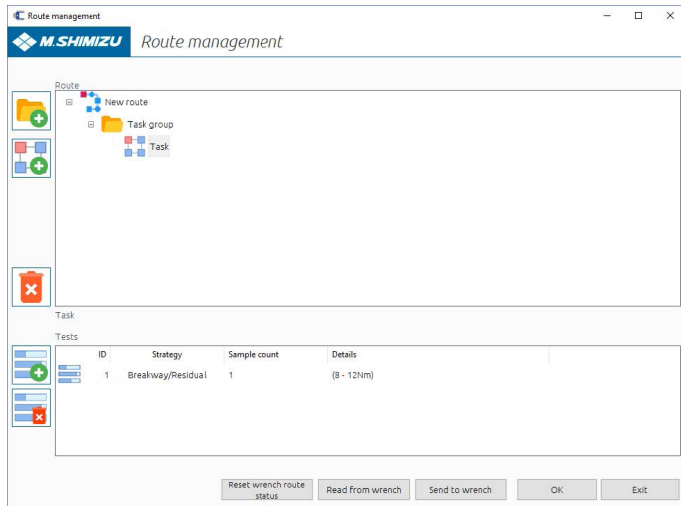 Route management
M.SHIMIZU Route management
Route
New route
Task group
Task
Task
Tests
ID Strategy Sample count Details
1 Breakway/Residual 1 (8 - 12Nm)
Reset wrench route
status
Read from wrench
Send to wrench
OK
Exit